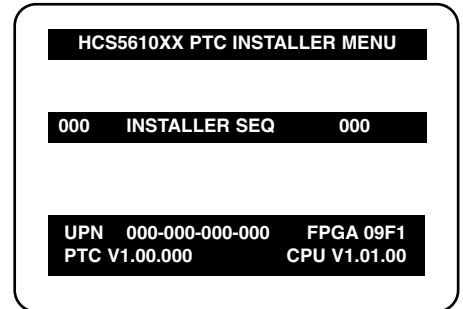 HCS5610XX PTC INSTALLER MENU
000 INSTALLER SEQ 000
UPN 000-000-000-000 FPGA 09F1
PTC V1.00.000 CPU V1.01.00